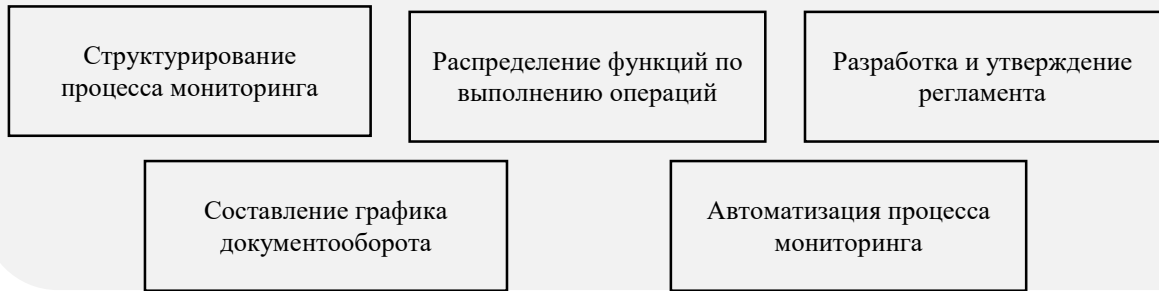 Структурирование
процесса мониторинга
Распределение функций по
выполнению операций
Разработка и утверждение
регламента
Составление графика
документооборота
Автоматизация процесса
мониторинга